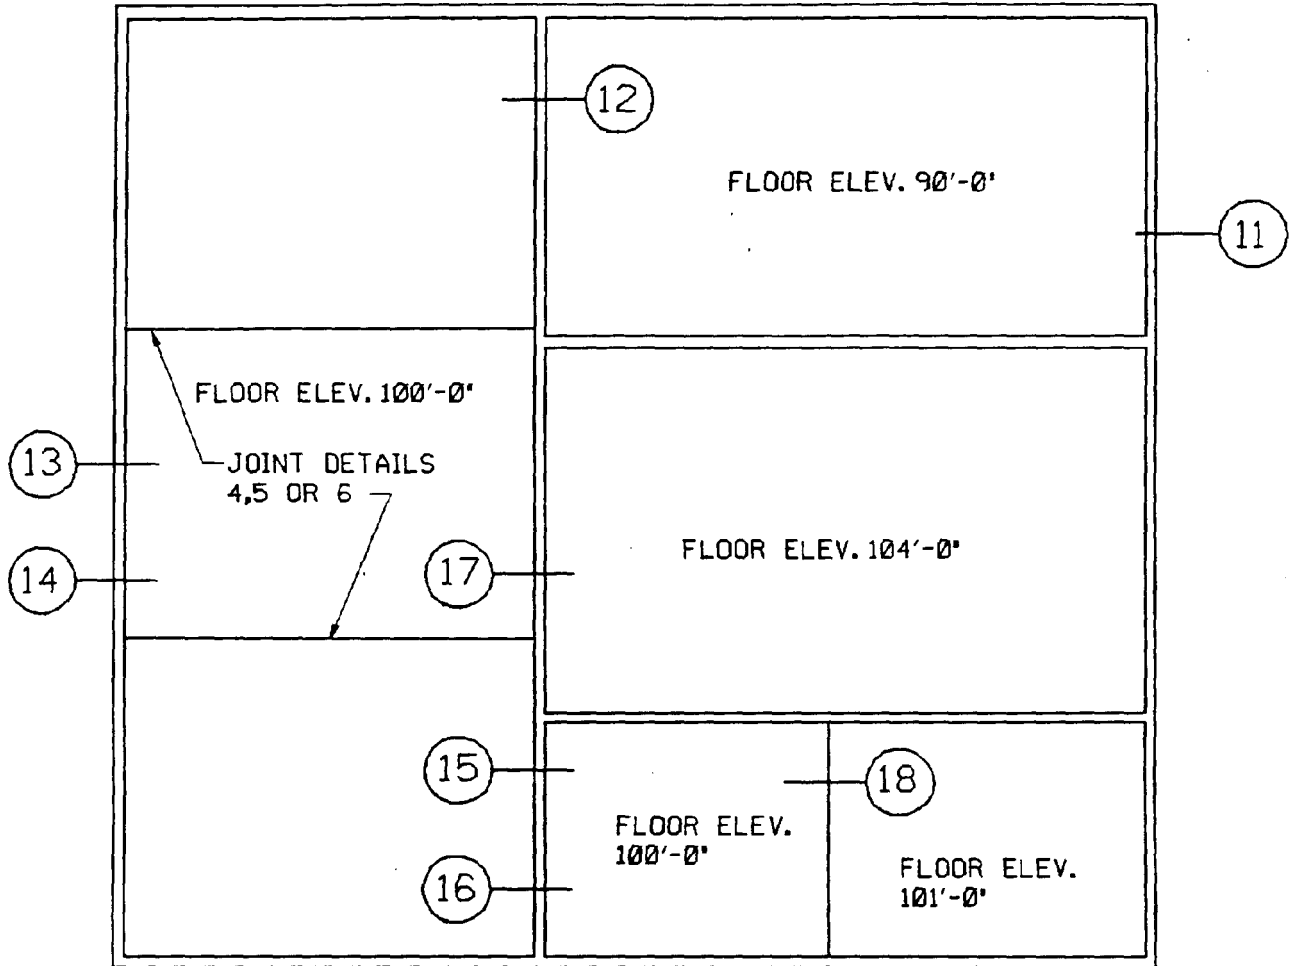 12
FLOOR ELEV. 90'-0"
11
FLOOR ELEV. 100'-0"
13
JOINT DETAILS
4,5 OR 6
14
17
FLOOR ELEV. 104'-0"
15
18
FLOOR ELEV.
100'-0"
16
FLOOR ELEV.
101'-0"